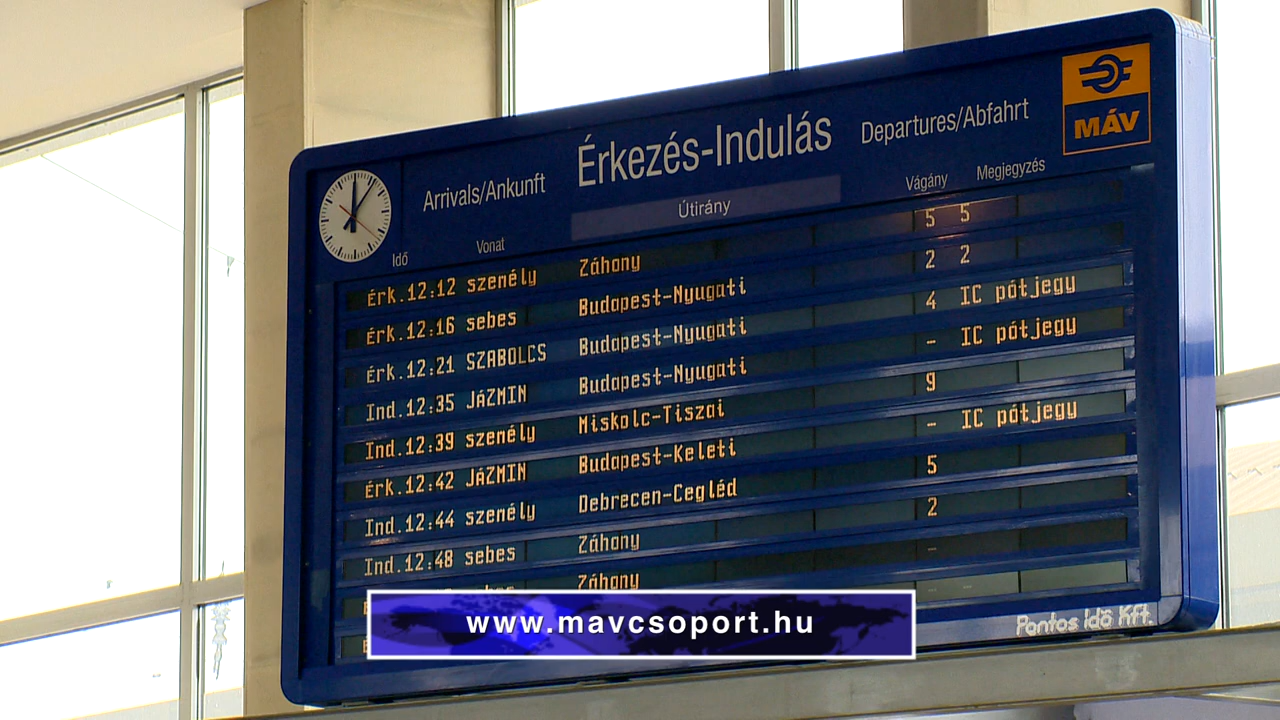 Érkezés-Indulás
Arrivals/Ankunft
Departures/Abfahrt
MÁV
Idő Vonat Útirány Vágány Megjegyzés
Érk.12:12 személy Záhony 5 5
Érk.12:16 sebes Budapest-Nyugati 2 2
Érk.12:21 SZABOLCS Budapest-Nyugati 4 IC pótjegy
Ind.12:35 JÁZMIN Budapest-Nyugati - IC pótjegy
Ind.12:39 személy Miskolc-Tiszai 9
Érk.12:42 JÁZMIN Budapest-Keleti - IC pótjegy
Ind.12:44 személy Debrecen-Cegléd 5
Ind.12:48 sebes Záhony 2
Záhony -
Pontos Idő Kft.
www.mavcsoport.hu